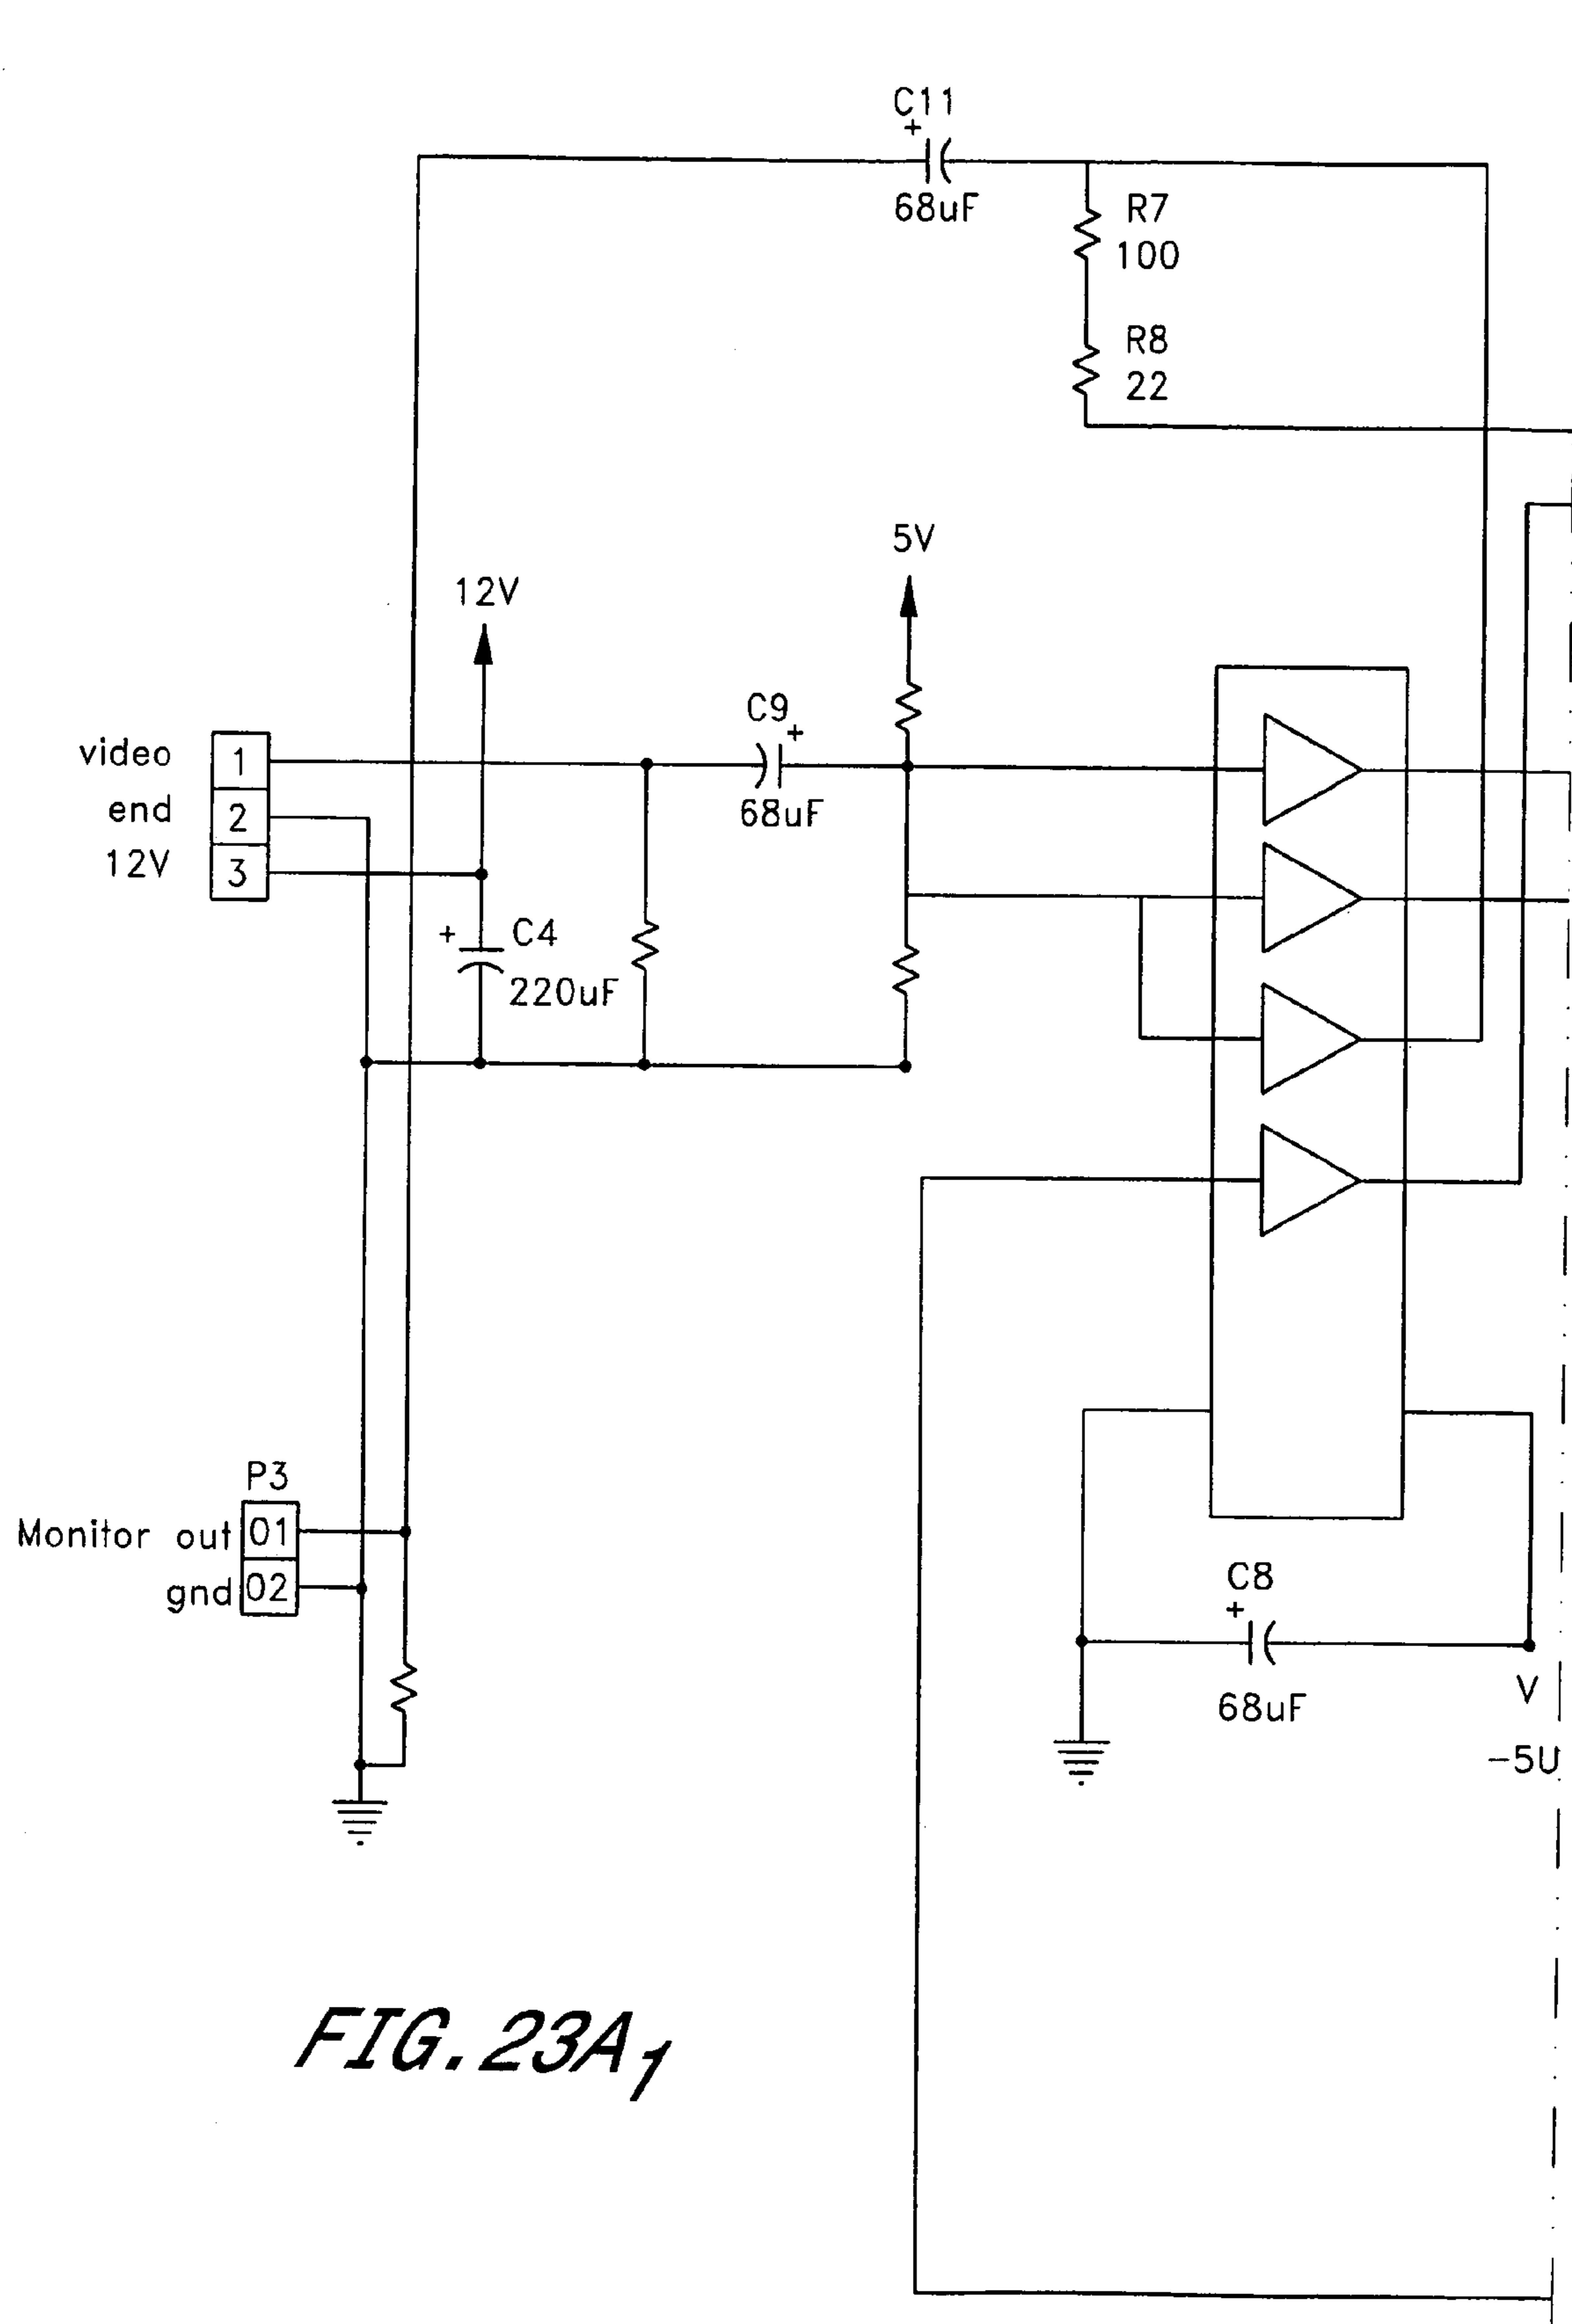 C11
+
68uF
R7
100
R8
22
5V
12V
C9
+
68uF
video 1
end 2
12V 3
+ C4
220uF
P3
Monitor out 01
gnd 02
C8
+
68uF
V
-5U
FIG. 23A1